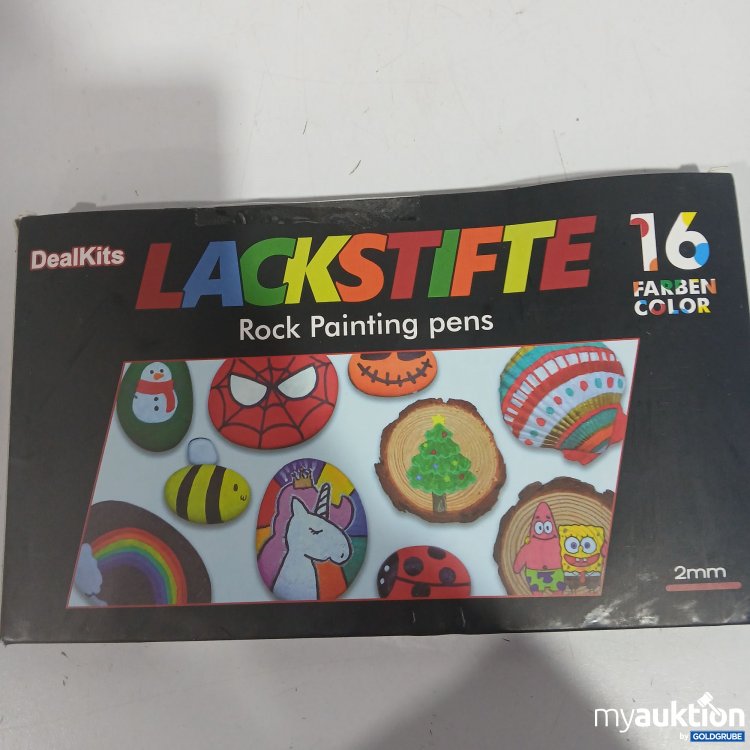 DealKits
LACKSTIFTE
Rock Painting pens
16
FARBEN
COLOR
2mm
myauktion
by GOLDGRUBE